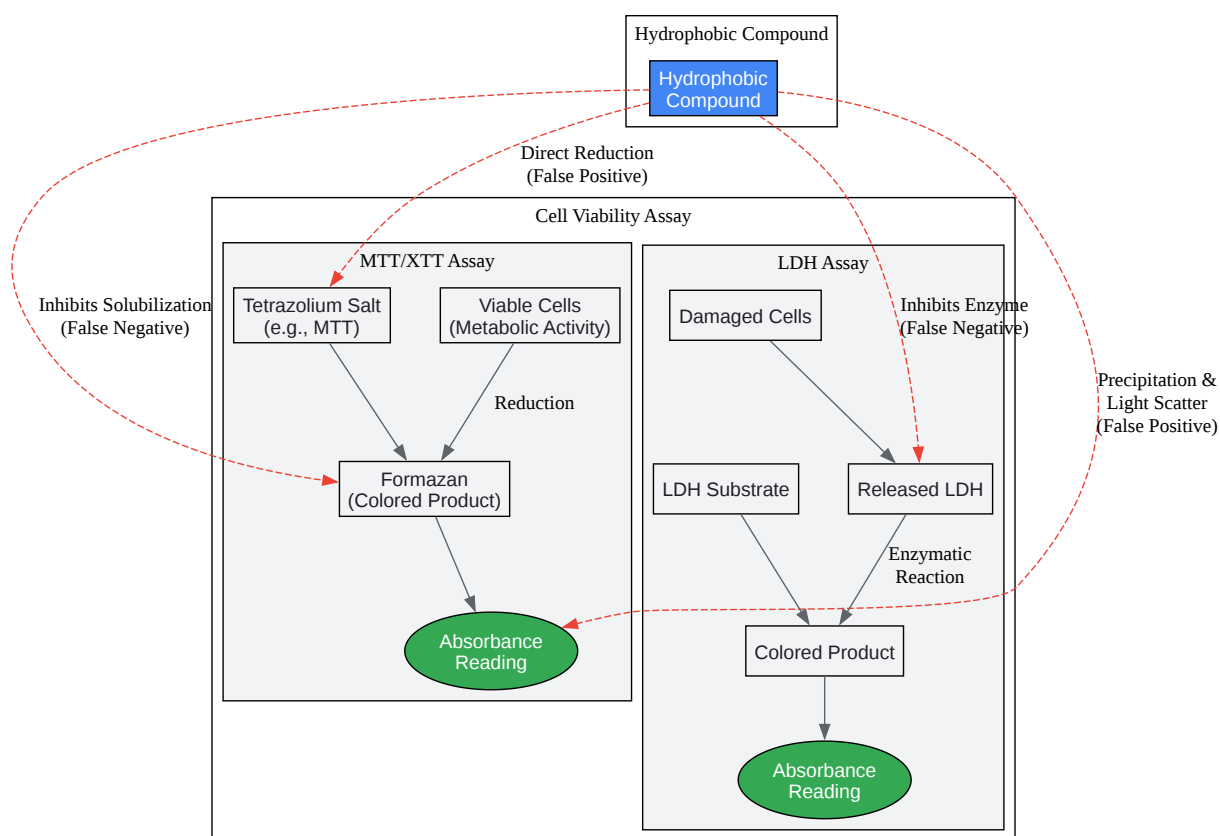 Hydrophobic Compound
Hydrophobic
Compound
Direct Reduction
(False Positive)
Cell Viability Assay
MTT/XTT Assay
LDH Assay
Inhibits Solubilization
(False Negative)
Tetrazolium Salt
(e.g., MTT)
Viable Cells
(Metabolic Activity)
Damaged Cells
Inhibits Enzyme
(False Negative)
Precipitation &
Light Scatter
(False Positive)
Reduction
Formazan
(Colored Product)
LDH Substrate
Released LDH
Enzymatic
Reaction
Absorbance
Reading
Colored Product
Absorbance
Reading